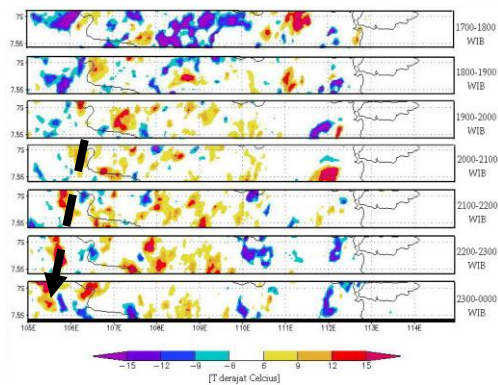 7S
7.5S
1700-1800
WIB
7S
7.5S
1800-1900
WIB
7S
7.5S
1900-2000
WIB
7S
7.5S
2000-2100
WIB
7S
7.5S
2100-2200
WIB
7S
7.5S
2200-2300
WIB
7S
7.5S
2300-0000
WIB
105E 106E 107E 108E 109E 110E 111E 112E 113E 114E
-15 -12 -9 -6 6 9 12 15
[T derajat Celcius]